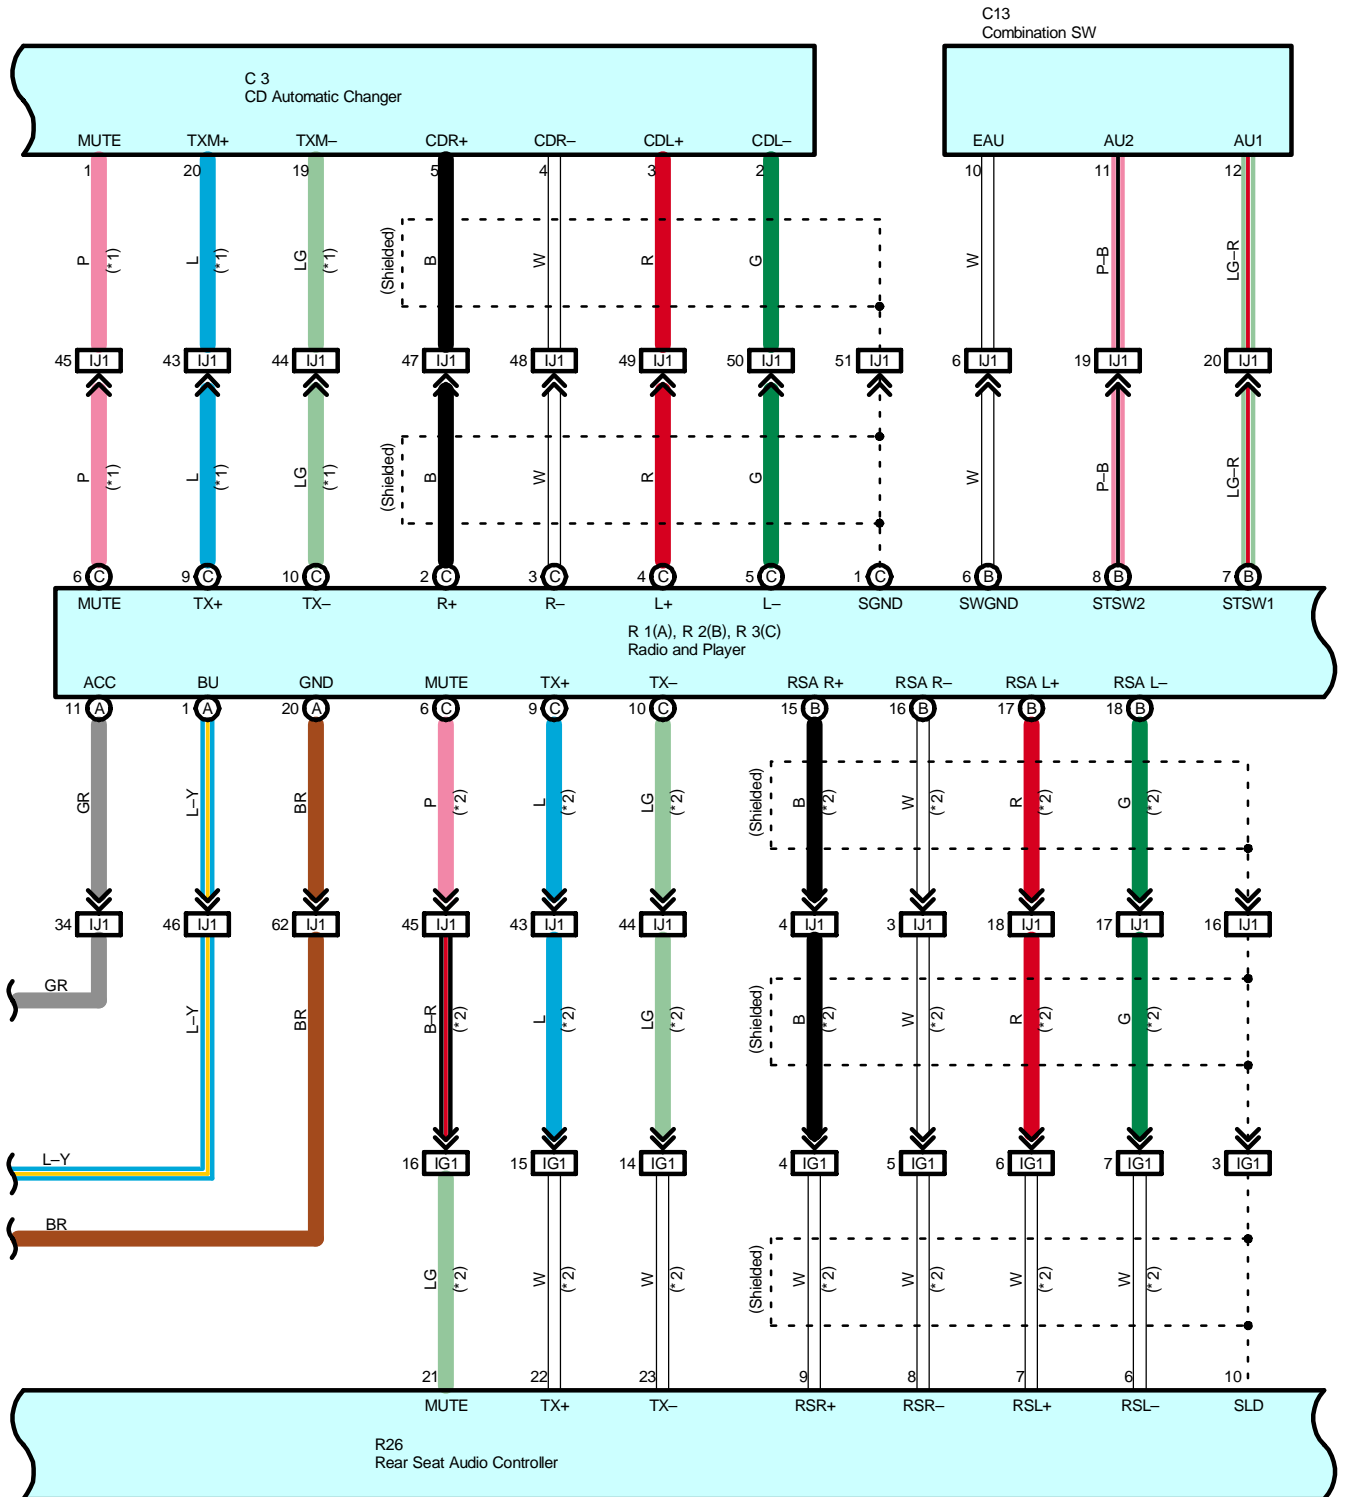 C13
Combination SW
C 3
CD Automatic Changer
MUTE TXM+ TXM– CDR+ CDR– CDL+ CDL– EAU AU2 AU1
1 20 19 5 4 3 2 10 11 12
P (*1) L (*1) LG (*1) (Shielded) B W R G W P–B LG–R
45 IJ1 43 IJ1 44 IJ1 47 IJ1 48 IJ1 49 IJ1 50 IJ1 51 IJ1 6 IJ1 19 IJ1 20 IJ1
P (*1) L (*1) LG (*1) (Shielded) B W R G W P–B LG–R
6 C 9 C 10 C 2 C 3 C 4 C 5 C 1 C 6 B 8 B 7 B
MUTE TX+ TX– R+ R– L+ L– SGND SWGND STSW2 STSW1
R 1(A), R 2(B), R 3(C)
Radio and Player
ACC BU GND MUTE TX+ TX– RSA R+ RSA R– RSA L+ RSA L–
11 A 1 A 20 A 6 C 9 C 10 C 15 B 16 B 17 B 18 B
GR L–Y BR P (*2) L (*2) LG (*2) (Shielded) B (*2) W (*2) R (*2) G (*2)
34 IJ1 46 IJ1 62 IJ1 45 IJ1 43 IJ1 44 IJ1 4 IJ1 3 IJ1 18 IJ1 17 IJ1 16 IJ1
GR
L–Y BR B–R (*2) L (*2) LG (*2) (Shielded) B (*2) W (*2) R (*2) G (*2)
L–Y
16 IG1 15 IG1 14 IG1 4 IG1 5 IG1 6 IG1 7 IG1 3 IG1
BR
LG (*2) W (*2) W (*2) (Shielded) W (*2) W (*2) W (*2) W (*2)
21 22 23 9 8 7 6 10
MUTE TX+ TX– RSR+ RSR– RSL+ RSL– SLD
R26
Rear Seat Audio Controller